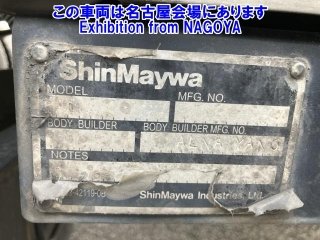 この車両は名古屋会場にあります
Exhibition from NAGOYA
ShinMaywa
MODEL MFG. NO.
BODY BUILDER BODY BUILDER MFG NO.
NOTES
ShinMaywa Industries, Ltd.